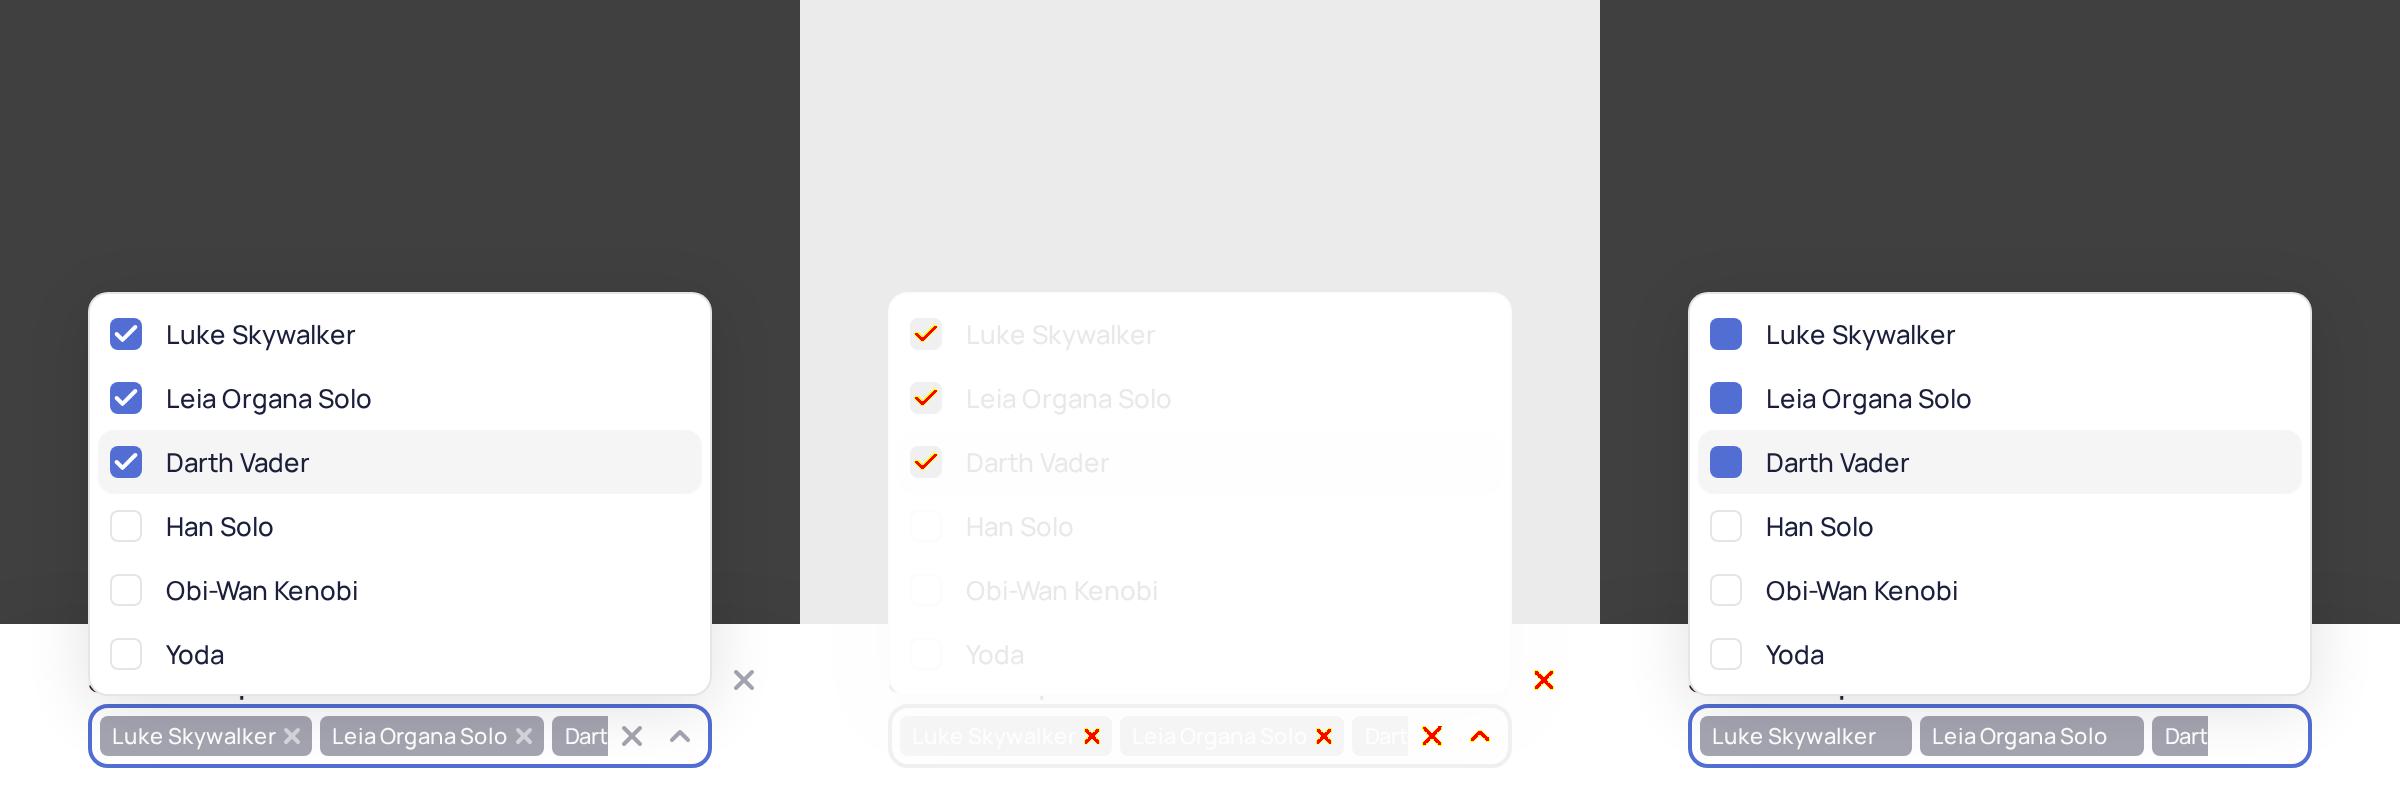 Luke Skywalker
Leia Organa Solo
Darth Vader
Han Solo
Obi-Wan Kenobi
Yoda
Luke Skywalker Leia Organa Solo Dart
Luke Skywalker
Leia Organa Solo
Darth Vader
Han Solo
Obi-Wan Kenobi
Yoda
Luke Skywalker Leia Organa Solo Dart
Luke Skywalker
Leia Organa Solo
Darth Vader
Han Solo
Obi-Wan Kenobi
Yoda
Luke Skywalker Leia Organa Solo Dart